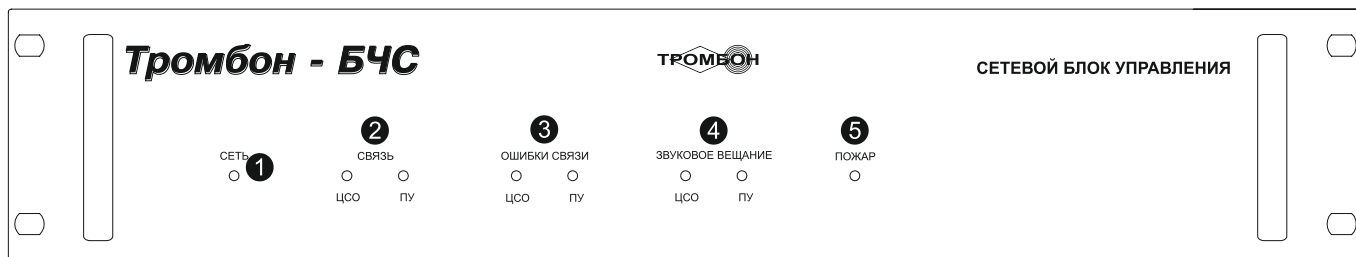 Тромбон - БЧС
ТРОМБОН
СЕТЕВОЙ БЛОК УПРАВЛЕНИЯ
2 3 4 5
СЕТЬ 1 СВЯЗЬ ОШИБКИ СВЯЗИ ЗВУКОВОЕ ВЕЩАНИЕ ПОЖАР
ЦСО ПУ ЦСО ПУ ЦСО ПУ